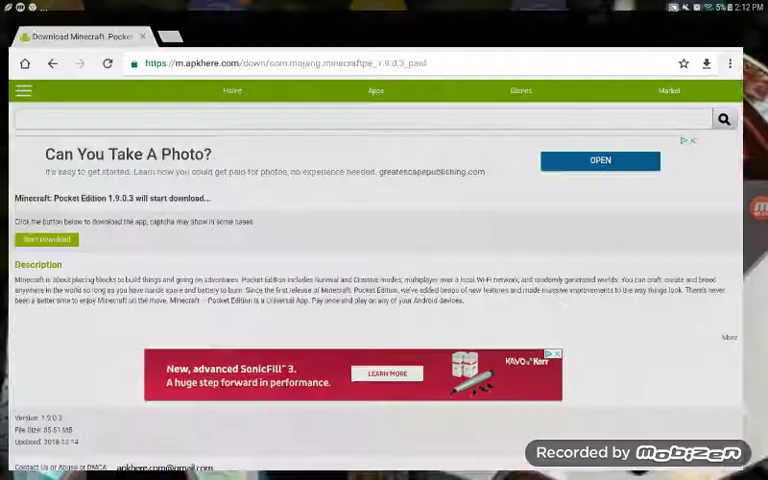 5% 2:12 PM
Download Minecraft: Pocket
https://m.apkhere.com/down/com.mojang.minecraftpe_1.9.0.3_paid
Home Apps Games Market
Can You Take A Photo?
It's easy to get started. Learn how you could get paid for photos, no experience needed. greatescapepublishing.com
OPEN
Minecraft: Pocket Edition 1.9.0.3 will start download...
Click the button below to download the app, captcha may show in some cases
Start Download
Description
Minecraft is about placing blocks to build things and going on adventures. Pocket Edition includes Survival and Creative modes, multiplayer over a local Wi-Fi network, and randomly generated worlds. You can craft, create and breed
anywhere in the world so long as you have hands spare and battery to burn. Since the first release of Minecraft: Pocket Edition, we've added heaps of new features and made massive improvements to the way things look. There's never
been a better time to enjoy Minecraft on the move. Minecraft – Pocket Edition is a Universal App. Pay once and play on any of your Android devices.
More
New, advanced SonicFill™ 3.
A huge step forward in performance.
LEARN MORE
KAVO Kerr
Version: 1.9.0.3
File Size: 85.51 MB
Updated: 2018-12-14
Contact Us or Abuse or DMCA: apkhere.com@gmail.com
Recorded by MOBIZEN